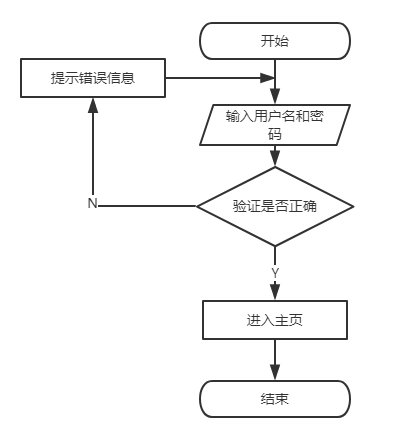 开始
提示错误信息
输入用户名和密
码
验证是否正确
N
Y
进入主页
结束